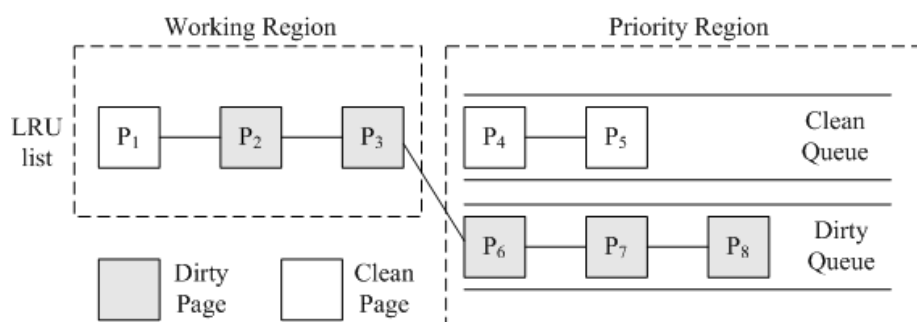 Working Region
Priority Region
LRU
list
P₁
P₂
P₃
P₄
P₅
Clean
Queue
P₆
P₇
P₈
Dirty
Queue
Dirty
Page
Clean
Page